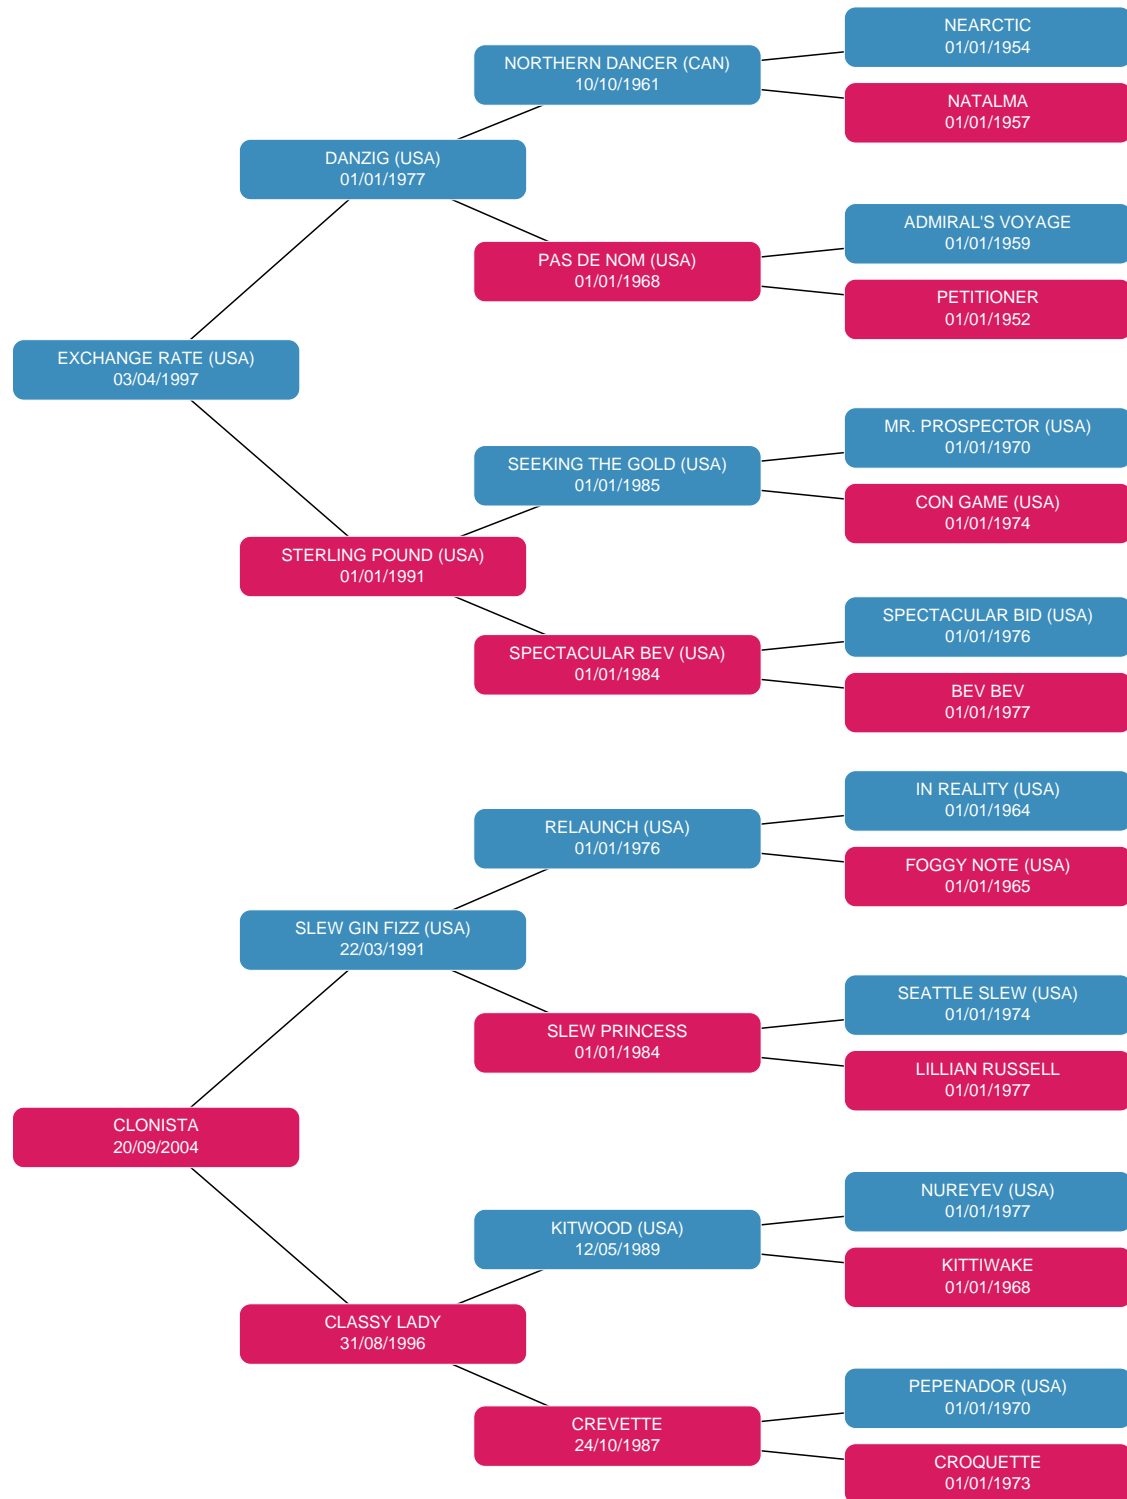 NEARCTIC
01/01/1954
NORTHERN DANCER (CAN)
10/10/1961
NATALMA
01/01/1957
DANZIG (USA)
01/01/1977
ADMIRAL'S VOYAGE
01/01/1959
PAS DE NOM (USA)
01/01/1968
PETITIONER
01/01/1952
EXCHANGE RATE (USA)
03/04/1997
MR. PROSPECTOR (USA)
01/01/1970
SEEKING THE GOLD (USA)
01/01/1985
CON GAME (USA)
01/01/1974
STERLING POUND (USA)
01/01/1991
SPECTACULAR BID (USA)
01/01/1976
SPECTACULAR BEV (USA)
01/01/1984
BEV BEV
01/01/1977
IN REALITY (USA)
01/01/1964
RELAUNCH (USA)
01/01/1976
FOGGY NOTE (USA)
01/01/1965
SLEW GIN FIZZ (USA)
22/03/1991
SEATTLE SLEW (USA)
01/01/1974
SLEW PRINCESS
01/01/1984
LILLIAN RUSSELL
01/01/1977
CLONISTA
20/09/2004
NUREYEV (USA)
01/01/1977
KITWOOD (USA)
12/05/1989
KITTIWAKE
01/01/1968
CLASSY LADY
31/08/1996
PEPENADOR (USA)
01/01/1970
CREVETTE
24/10/1987
CROQUETTE
01/01/1973